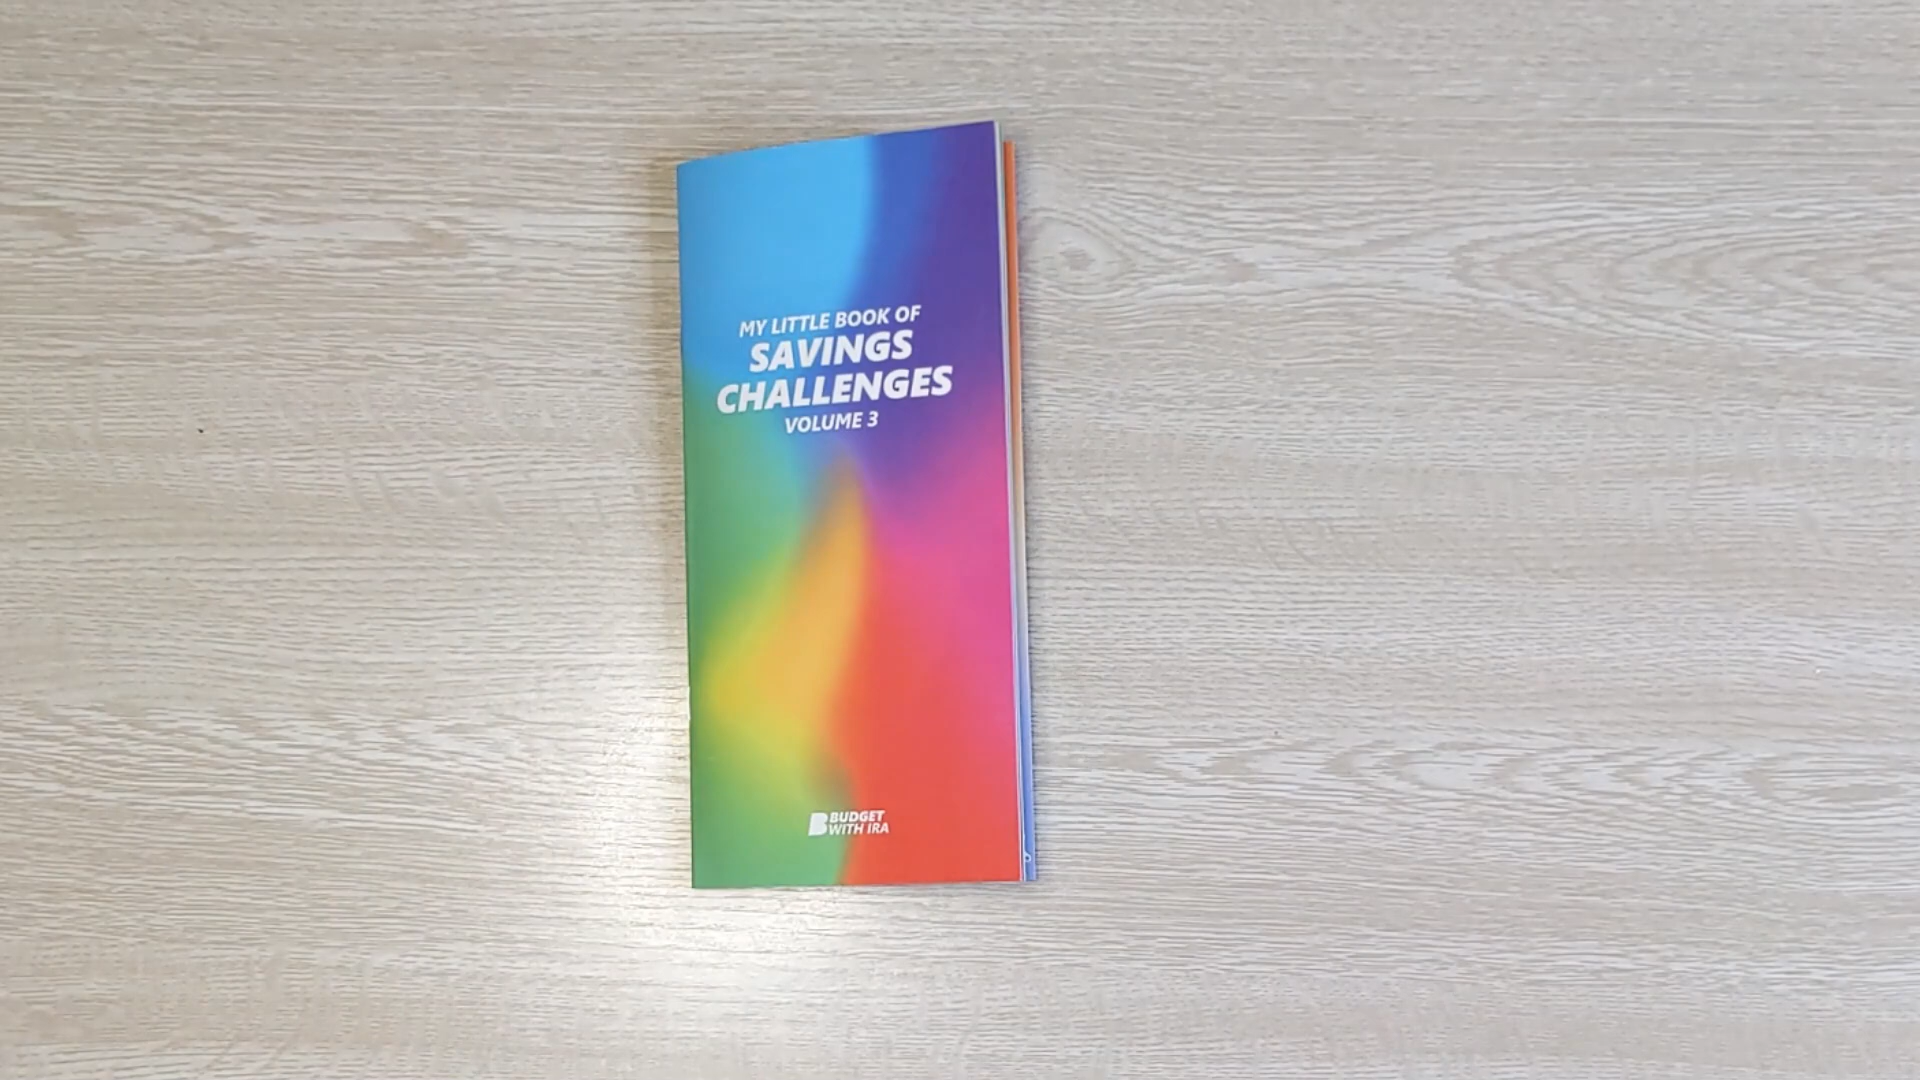 MY LITTLE BOOK OF
SAVINGS
CHALLENGES
VOLUME 3
BUDGET
WITH IRA